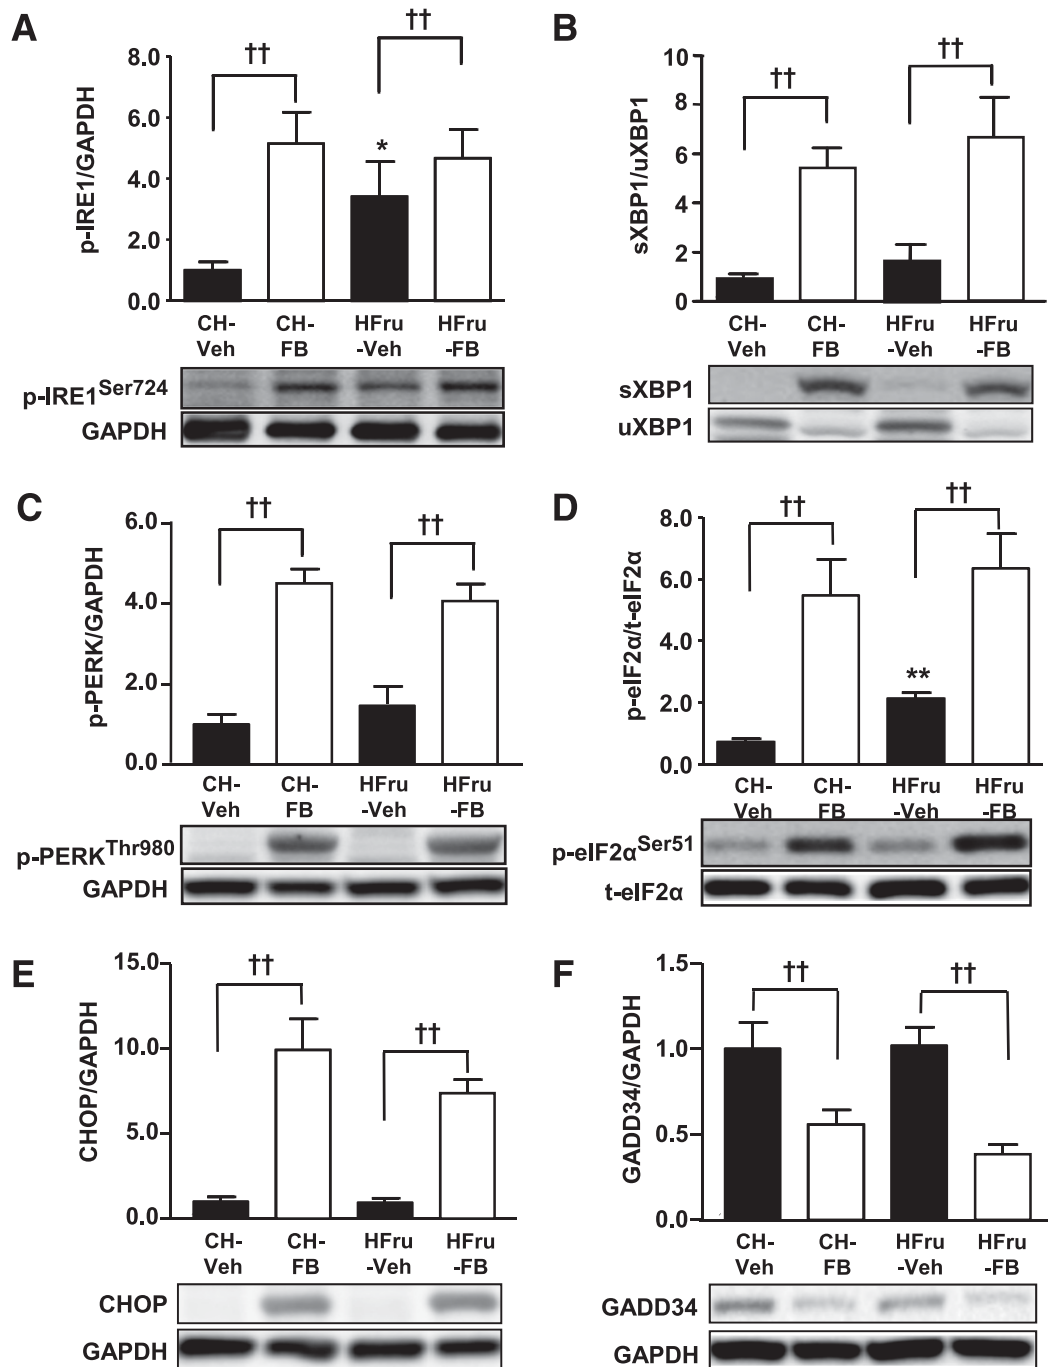 A
††
††
8.0
6.0
4.0
2.0
0.0
p-IRE1/GAPDH
*
CH-
Veh
CH-
FB
HFru
-Veh
HFru
-FB
p-IRE1Ser724
GAPDH
B
††
††
10
8
6
4
2
0
sXBP1/uXBP1
CH-
Veh
CH-
FB
HFru
-Veh
HFru
-FB
sXBP1
uXBP1
C
††
††
6.0
4.0
2.0
0.0
p-PERK/GAPDH
CH-
Veh
CH-
FB
HFru
-Veh
HFru
-FB
p-PERKThr980
GAPDH
D
††
††
8.0
6.0
4.0
2.0
0.0
p-eIF2α/t-eIF2α
**
CH-
Veh
CH-
FB
HFru
-Veh
HFru
-FB
p-eIF2αSer51
t-eIF2α
E
††
††
15.0
10.0
5.0
0.0
CHOP/GAPDH
CH-
Veh
CH-
FB
HFru
-Veh
HFru
-FB
CHOP
GAPDH
F
††
††
1.5
1.0
0.5
0.0
GADD34/GAPDH
CH-
Veh
CH-
FB
HFru
-Veh
HFru
-FB
GADD34
GAPDH